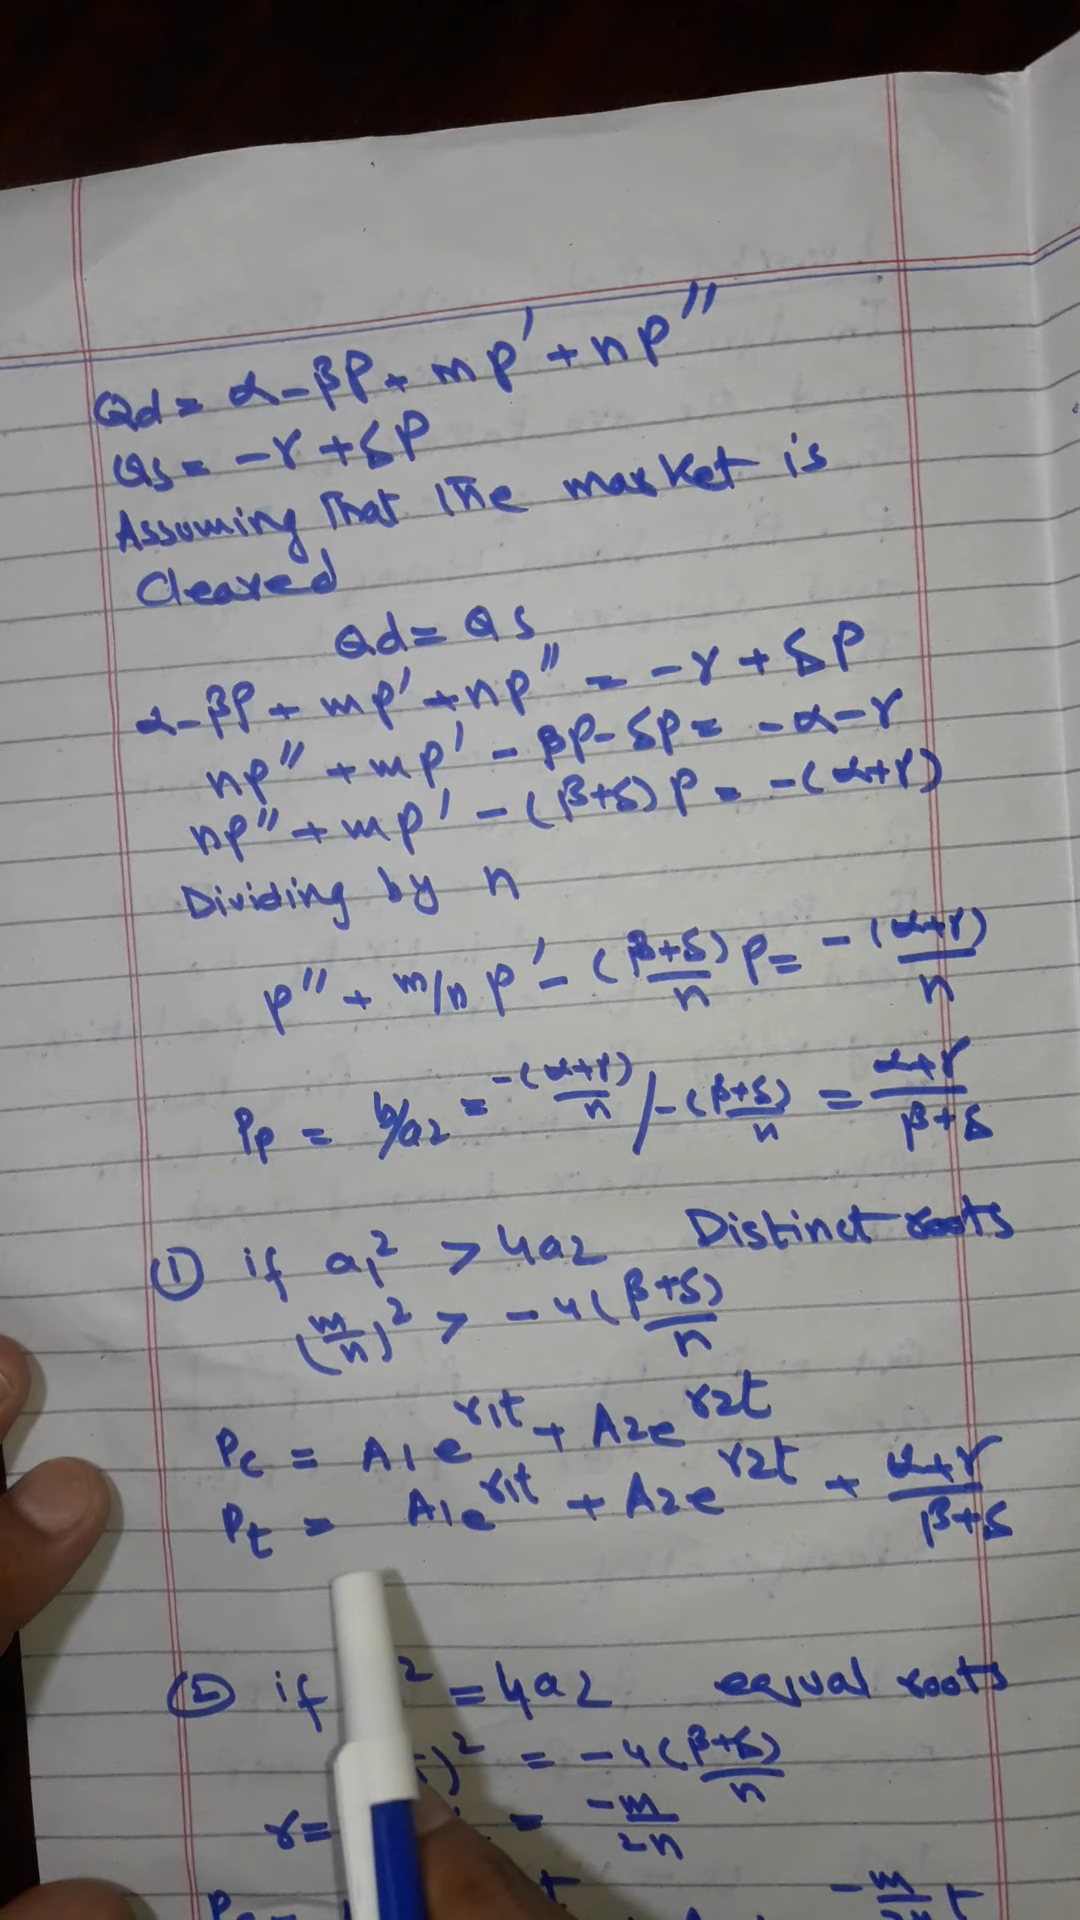 Qd = α-βP+ mp' + np"
Qs = -γ + δP
Assuming that the market is
Cleared
Qd = Qs
α-βP + mp' + np" = -γ + δP
np" + mp' - βP-δP = -α-γ
np" + mp' - (β+δ) P = -(α+γ)
Dividing by n
p" + m/n p' - (β+δ)/n P = -(α+γ)/n
Pp = b/a2 = -(α+γ)/n / -(β+δ)/n = α+γ/β+δ
① if a1² > 4a2 Distinct roots
(m/n)² > -4(β+δ)/n
Pc = A1e^r1t + A2e^r2t
Pt = A1e^r1t + A2e^r2t + α+γ/β+δ
② if ² = 4a2 equal roots
)² = -4(β+δ)/n
r= = -m/2n